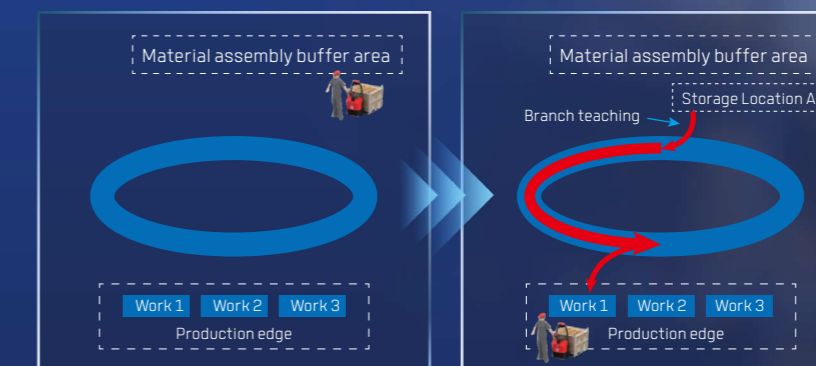 Material assembly buffer area
Work 1 Work 2 Work 3
Production edge
Material assembly buffer area
Storage Location A
Branch teaching
Work 1 Work 2 Work 3
Production edge